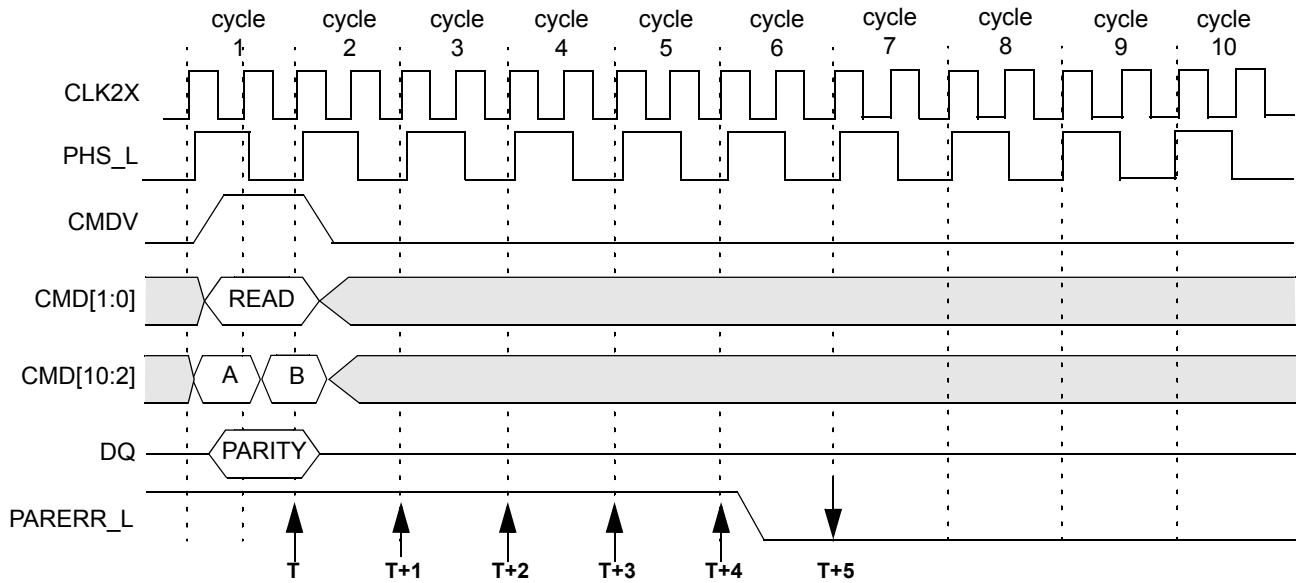 cycle cycle cycle cycle cycle cycle cycle cycle cycle cycle
1 2 3 4 5 6 7 8 9 10
CLK2X
PHS_L
CMDV
CMD[1:0] READ
CMD[10:2] A B
DQ PARITY
PARERR_L
T T+1 T+2 T+3 T+4 T+5